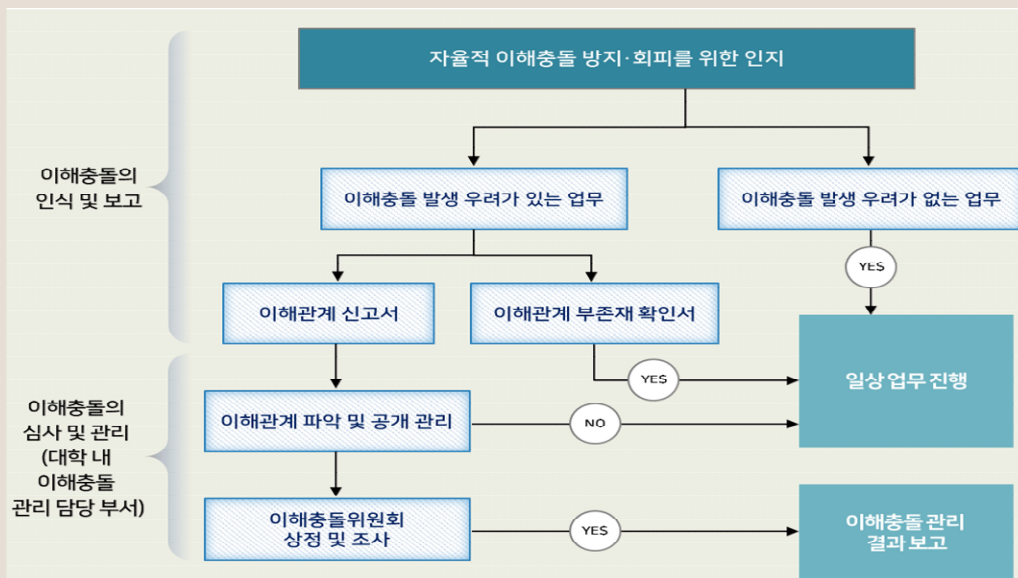 자율적 이해충돌 방지·회피를 위한 인지
이해충돌의
인식 및 보고
이해충돌 발생 우려가 있는 업무
이해충돌 발생 우려가 없는 업무
YES
이해관계 신고서
이해관계 부존재 확인서
YES
일상 업무 진행
이해충돌의
심사 및 관리
(대학 내
이해충돌
관리 담당 부서)
이해관계 파악 및 공개 관리
NO
이해충돌위원회
상정 및 조사
YES
이해충돌 관리
결과 보고